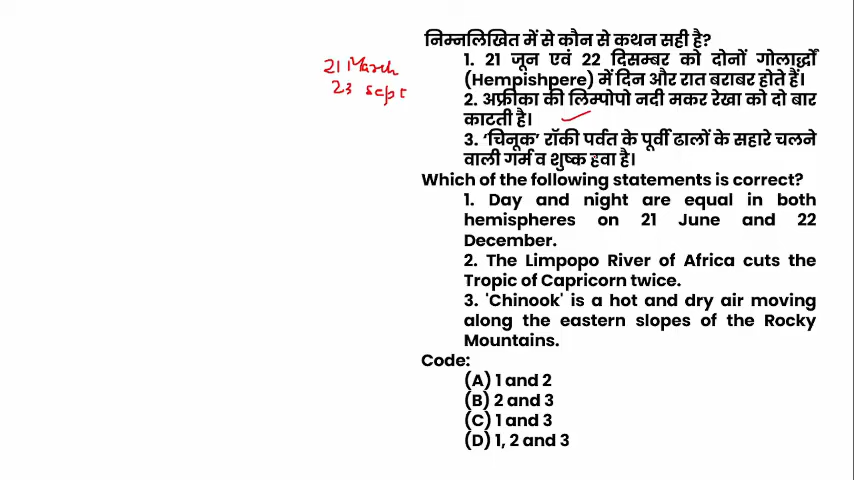 निम्नलिखित में से कौन से कथन सही है?
1. 21 जून एवं 22 दिसम्बर को दोनों गोलार्द्धों
(Hempishpere) में दिन और रात बराबर होते हैं।
2. अफ्रीका की लिम्पोपो नदी मकर रेखा को दो बार
काटती है।
3. ‘चिनूक’ रॉकी पर्वत के पूर्वी ढालों के सहारे चलने
वाली गर्म व शुष्क हवा है।
21 March
23 sept
Which of the following statements is correct?
1. Day and night are equal in both
hemispheres on 21 June and 22
December.
2. The Limpopo River of Africa cuts the
Tropic of Capricorn twice.
3. 'Chinook' is a hot and dry air moving
along the eastern slopes of the Rocky
Mountains.
Code:
(A) 1 and 2
(B) 2 and 3
(C) 1 and 3
(D) 1, 2 and 3